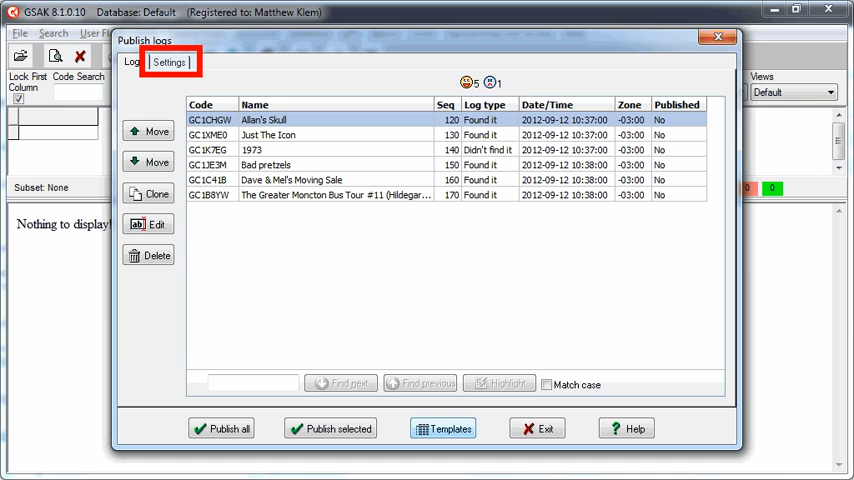 GSAK 8.1.0.10 Database: Default (Registered to: Matthew Klem)
File Search User Fl
Publish logs
Log Settings
Lock First
Column
Code Search
Views
Default
5 1
Code Name Seq Log type Date/Time Zone Published
GC1CHGW Allan's Skull 120 Found it 2012-09-12 10:37:00 -03:00 No
GC1XME0 Just The Icon 130 Found it 2012-09-12 10:37:00 -03:00 No
GC1K7EG 1973 140 Didn't find it 2012-09-12 10:37:00 -03:00 No
GC1JE3M Bad pretzels 150 Found it 2012-09-12 10:38:00 -03:00 No
GC1C41B Dave & Mel's Moving Sale 160 Found it 2012-09-12 10:38:00 -03:00 No
GC1B8YW The Greater Moncton Bus Tour #11 (Hildegar... 170 Found it 2012-09-12 10:38:00 -03:00 No
Move
Move
Clone
Edit
Delete
Subset: None
0 0
Nothing to display!
Find next Find previous Highlight Match case
Publish all Publish selected Templates Exit Help